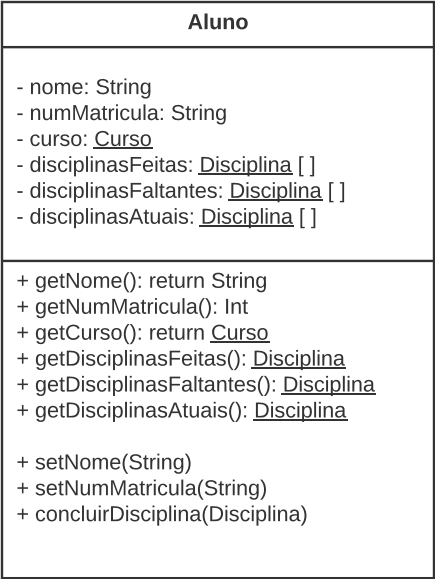 Aluno
- nome: String
- numMatricula: String
- curso: Curso
- disciplinasFeitas: Disciplina [ ]
- disciplinasFaltantes: Disciplina [ ]
- disciplinasAtuais: Disciplina [ ]
+ getNome(): return String
+ getNumMatricula(): Int
+ getCurso(): return Curso
+ getDisciplinasFeitas(): Disciplina
+ getDisciplinasFaltantes(): Disciplina
+ getDisciplinasAtuais(): Disciplina
+ setNome(String)
+ setNumMatricula(String)
+ concluirDisciplina(Disciplina)